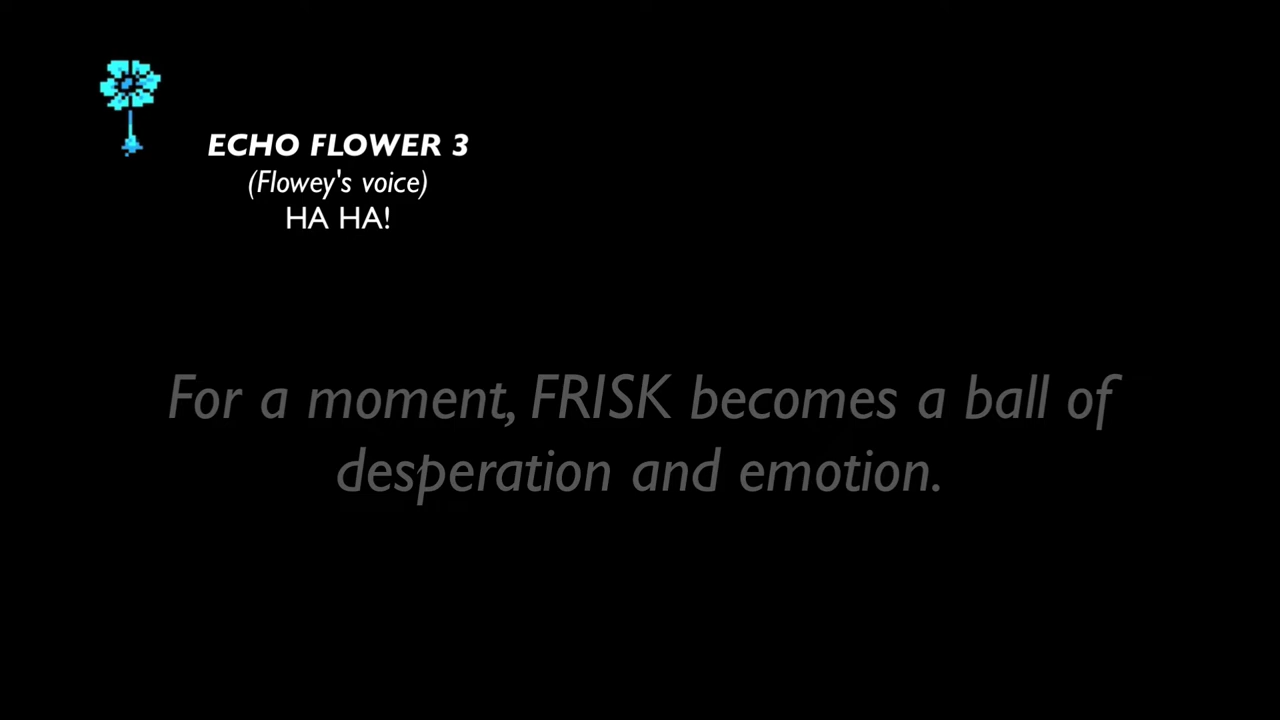 ECHO FLOWER 3
(Flowey's voice)
HA HA!
For a moment, FRISK becomes a ball of
desperation and emotion.